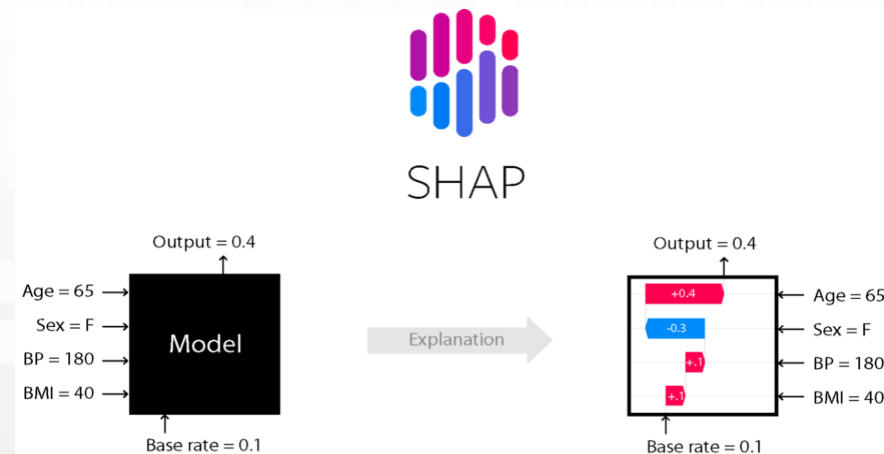 SHAP
Output = 0.4
Age = 65
Sex = F
BP = 180
BMI = 40
Model
Base rate = 0.1
Explanation
Output = 0.4
+0.4
-0.3
+.1
+.1
Age = 65
Sex = F
BP = 180
BMI = 40
Base rate = 0.1